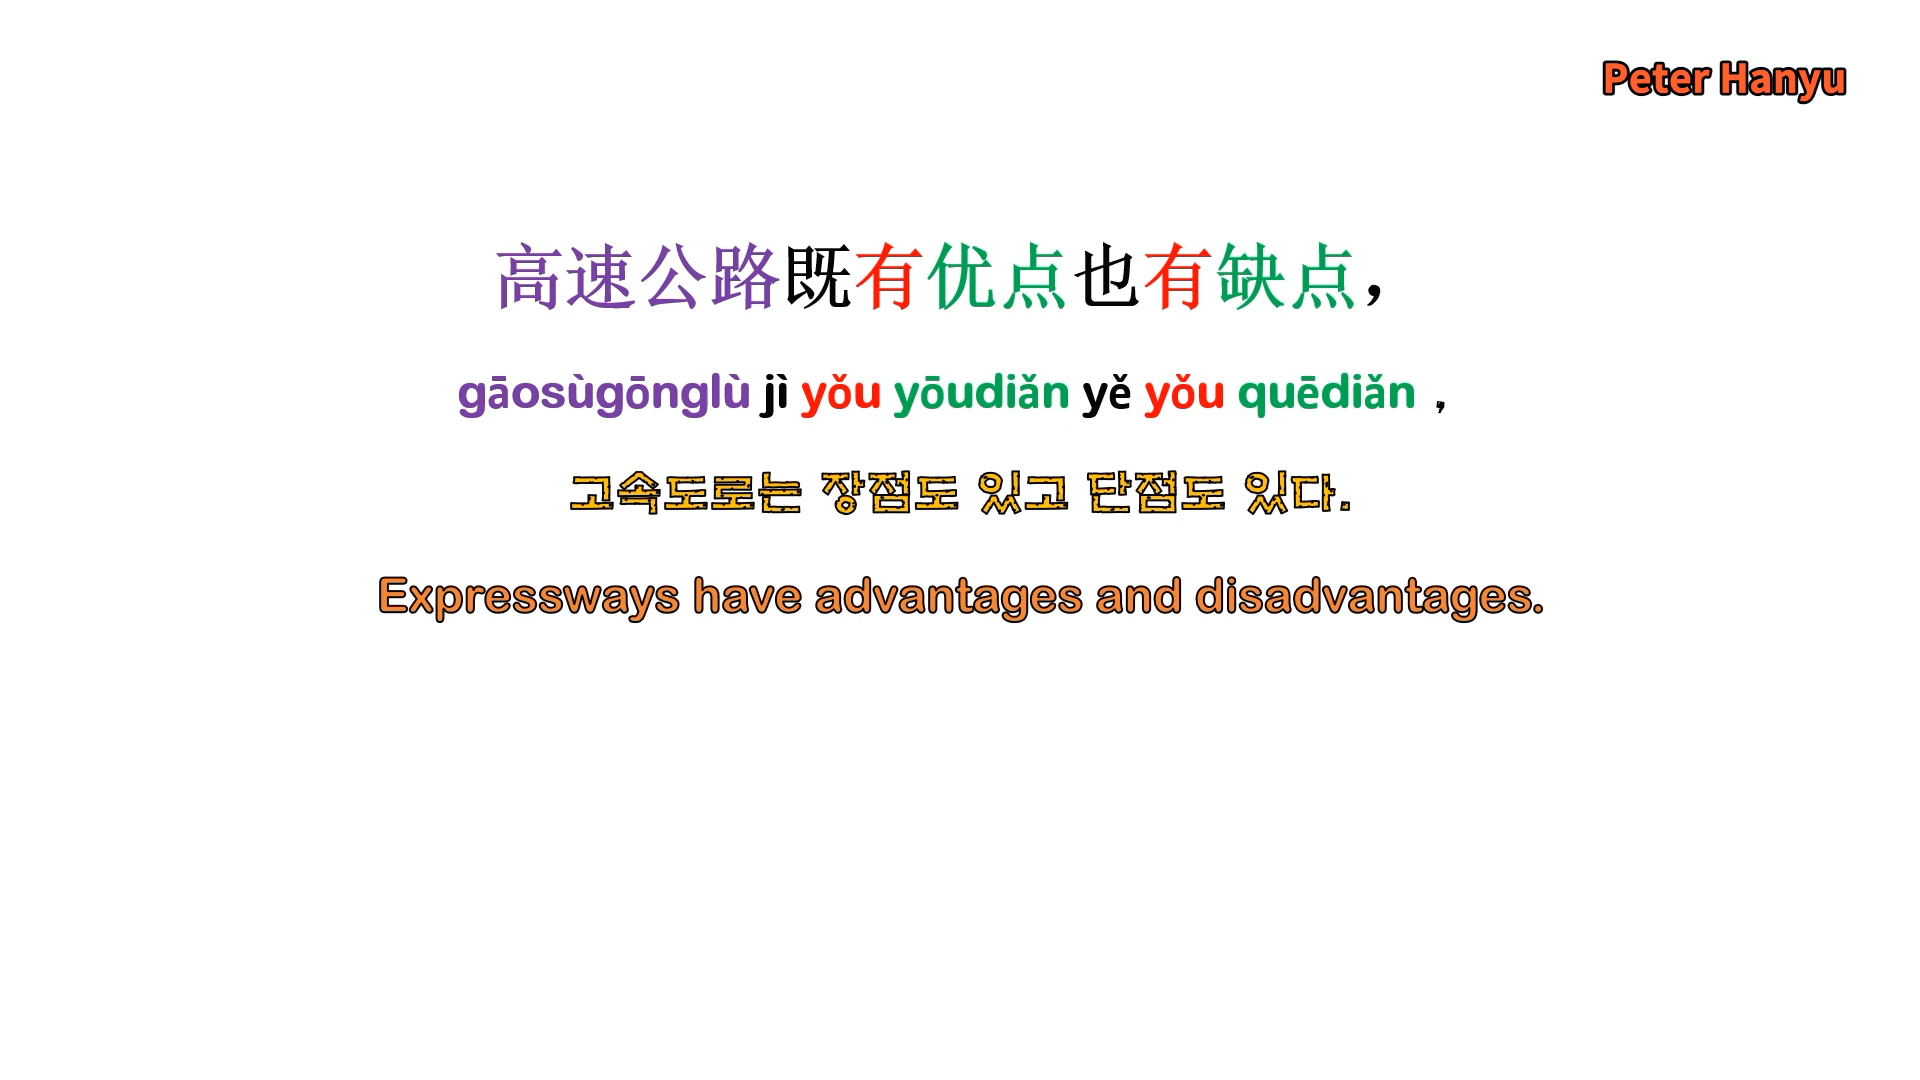 Peter Hanyu
高速公路既有优点也有缺点，
gāosùgōnglù jì yǒu yōudiǎn yě yǒu quēdiǎn，
고속도로는 장점도 있고 단점도 있다.
Expressways have advantages and disadvantages.